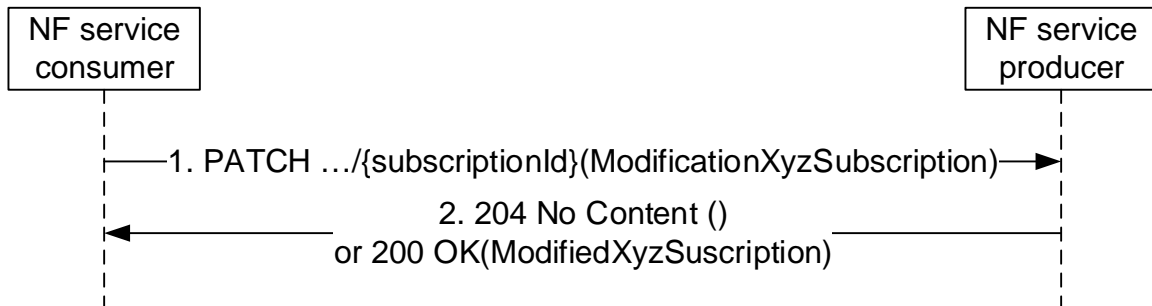 NF service
consumer
NF service
producer
1. PATCH …/{subscriptionId}(ModificationXyzSubscription)
2. 204 No Content ()
or 200 OK(ModifiedXyzSuscription)